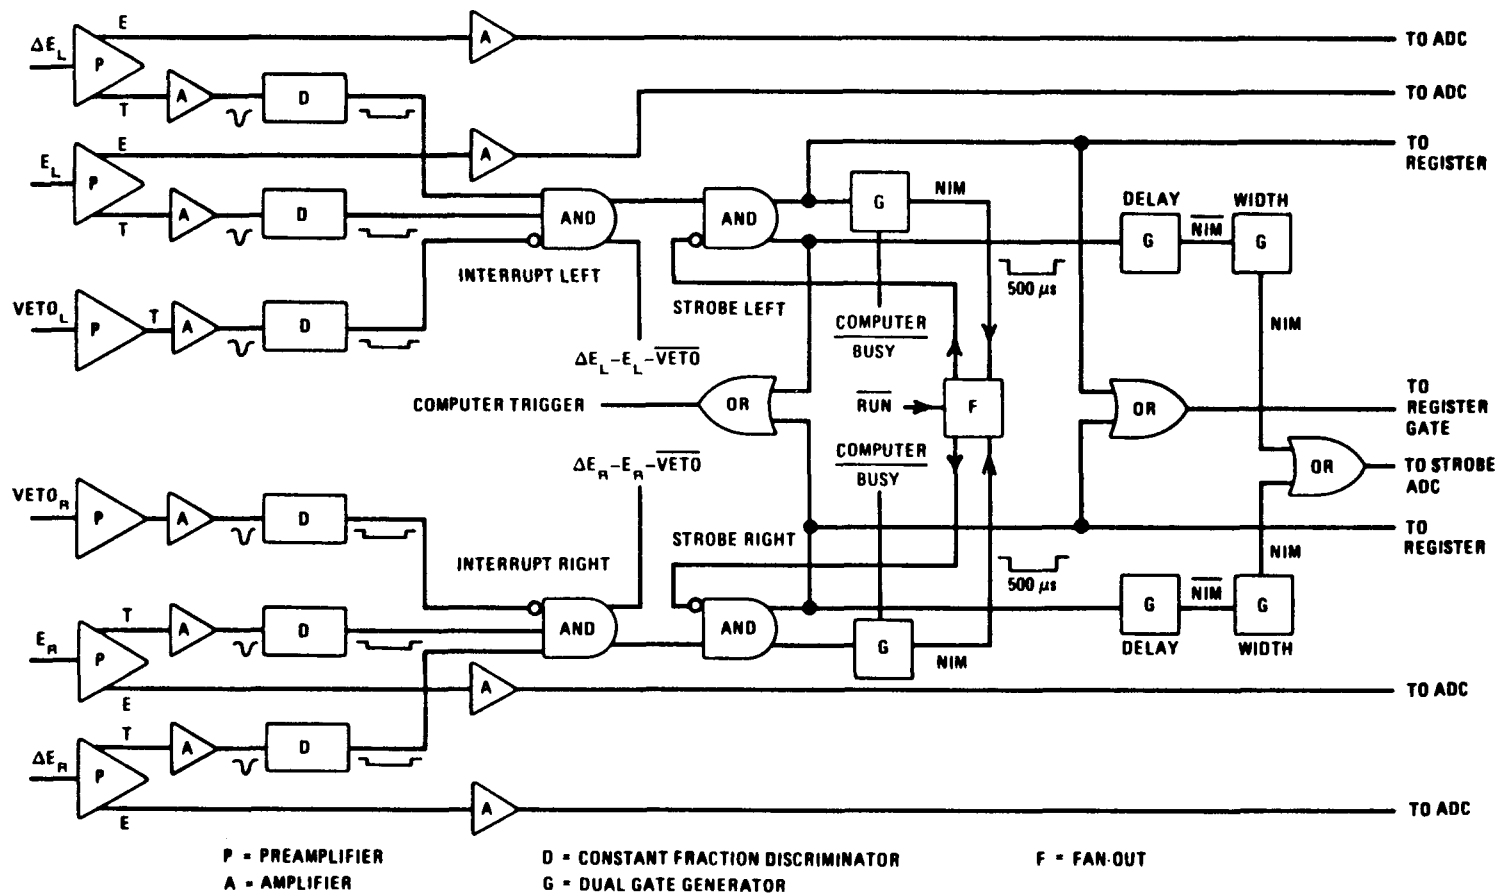 E
ΔE_L
P
A
TO ADC
T
A
D
TO ADC
E
E_L
P
A
TO
REGISTER
T
A
D
AND
AND
G
NIM
DELAY
G
NIM
WIDTH
G
INTERRUPT LEFT
500 μs
VETO_L
P
T
A
D
STROBE LEFT
COMPUTER
BUSY
NIM
ΔE_L-E_L-VETO
COMPUTER TRIGGER
OR
RUN
F
OR
TO
REGISTER
GATE
ΔE_R-E_R-VETO
COMPUTER
BUSY
OR
TO STROBE
ADC
VETO_R
P
A
D
STROBE RIGHT
TO
REGISTER
INTERRUPT RIGHT
500 μs
NIM
T
A
D
AND
AND
G
NIM
G
NIM
G
DELAY
WIDTH
E_R
P
E
A
TO ADC
T
A
D
ΔE_R
P
E
A
TO ADC
P = PREAMPLIFIER
D = CONSTANT FRACTION DISCRIMINATOR
F = FAN-OUT
A = AMPLIFIER
G = DUAL GATE GENERATOR